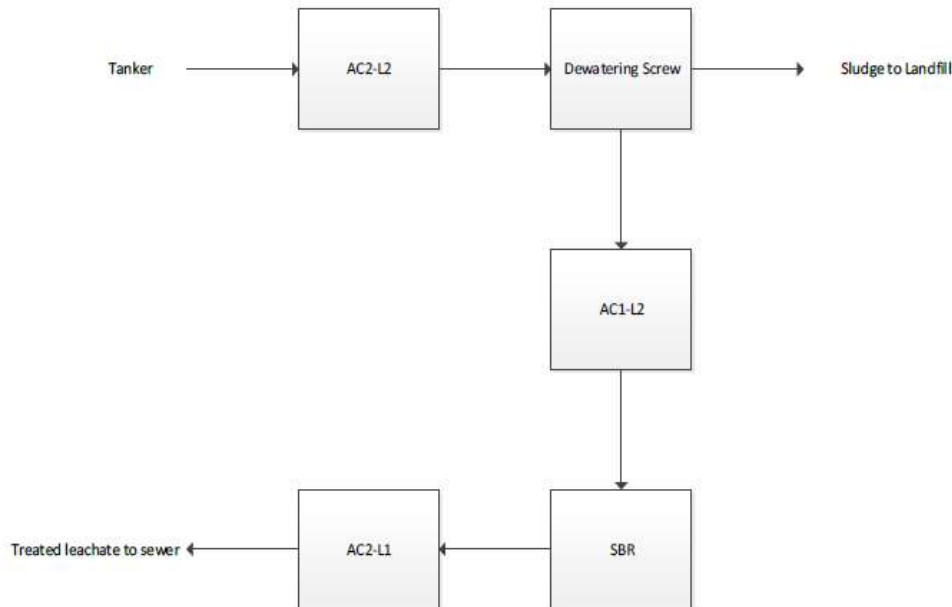 Tanker
AC2-L2
Dewatering Screw
Sludge to Landfill
AC1-L2
Treated leachate to sewer
AC2-L1
SBR